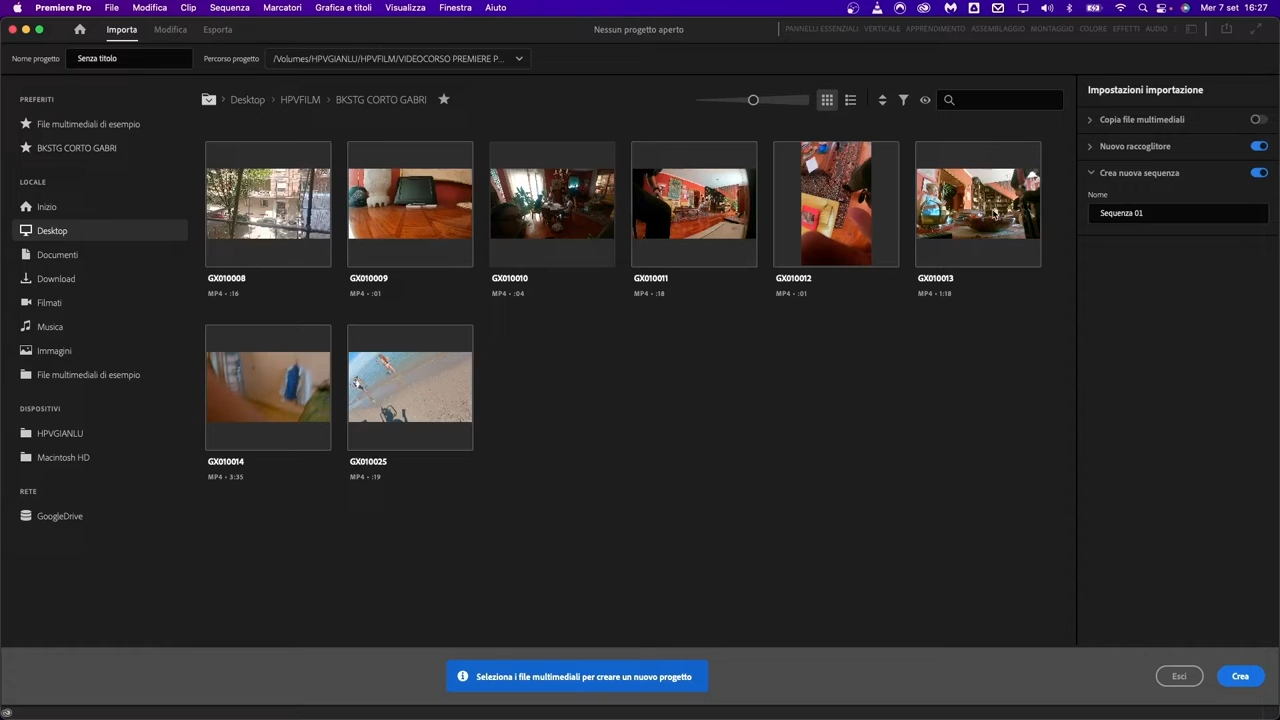 Premiere Pro File Modifica Clip Sequenza Marcatori Grafica e titoli Visualizza Finestra Aiuto Mer 7 set 16:27
Importa Modifica Esporta Nessun progetto aperto PANNELLI ESSENZIALI VERTICALE APPRENDIMENTO ASSEMBLAGGIO MONTAGGIO COLORE EFFETTI AUDIO
Nome progetto Senza titolo Percorso progetto /Volumes/HPVGIANLU/HPVFILM/VIDEOCORSO PREMIERE P...
PREFERITI
File multimediali di esempio
BKSTG CORTO GABRI
LOCALE
Inizio
Desktop
Documenti
Download
Filmati
Musica
Immagini
File multimediali di esempio
DISPOSITIVI
HPVGIANLU
Macintosh HD
RETE
GoogleDrive
Desktop > HPVFILM > BKSTG CORTO GABRI
GX010008 GX010009 GX010010 GX010011 GX010012 GX010013
MP4 • :16 MP4 • :01 MP4 • :04 MP4 • :18 MP4 • :01 MP4 • 1:18
GX010014 GX010025
MP4 • 3:35 MP4 • :19
Impostazioni importazione
Copia file multimediali
Nuovo raccoglitore
Crea nuova sequenza
Nome
Sequenza 01
Seleziona i file multimediali per creare un nuovo progetto
Esci Crea